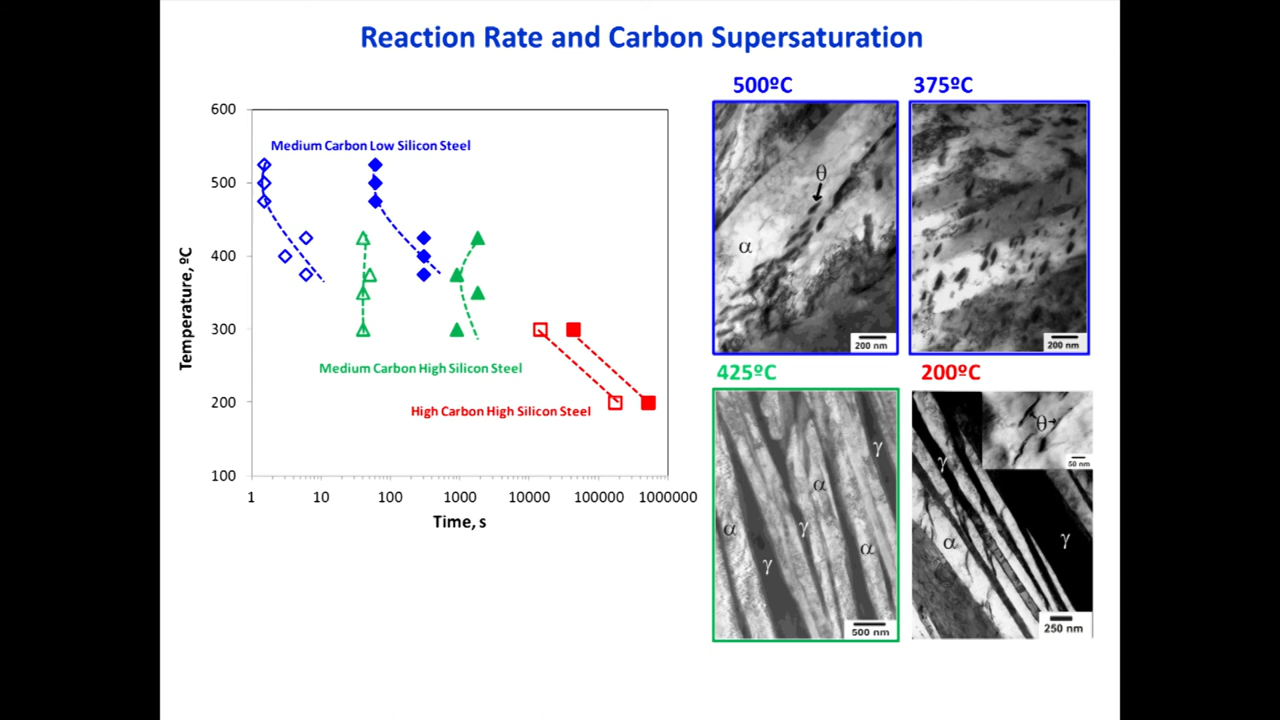 Reaction Rate and Carbon Supersaturation
500ºC
375ºC
600
500
400
300
200
100
Temperature, ºC
Medium Carbon Low Silicon Steel
Medium Carbon High Silicon Steel
High Carbon High Silicon Steel
1
10
100
1000
10000
100000
1000000
Time, s
θ
α
200 nm
200 nm
425ºC
200ºC
γ
α
α
γ
α
γ
500 nm
θ
50 nm
γ
α
γ
250 nm